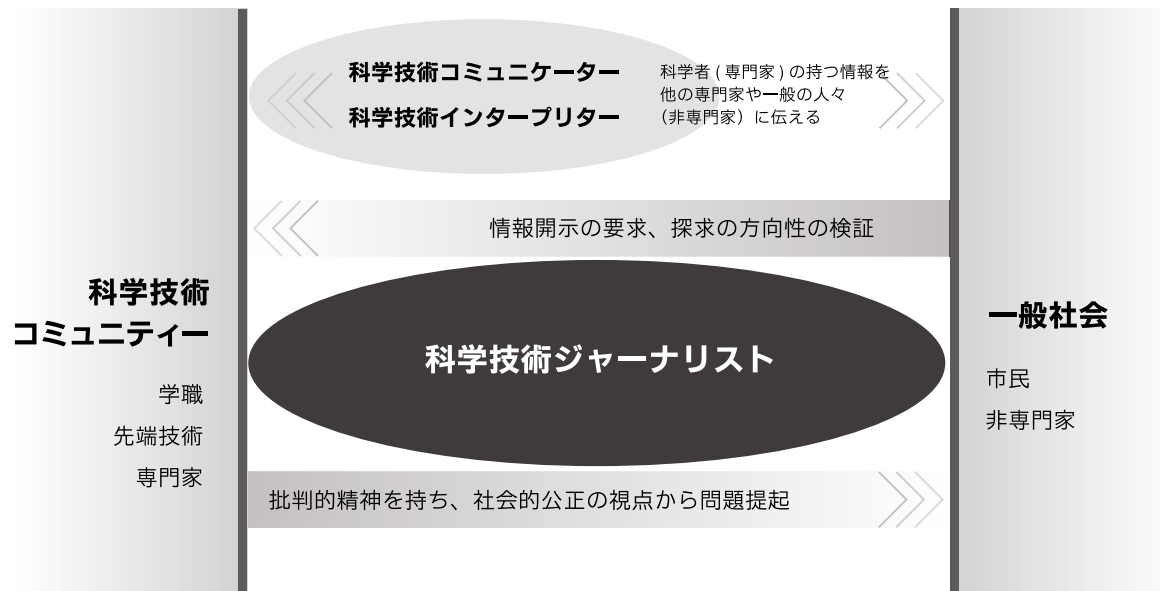 科学技術コミュニケーター
科学技術インタープリター
科学者 ( 専門家 ) の持つ情報を
他の専門家や一般の人々
（非専門家）に伝える
情報開示の要求、探求の方向性の検証
科学技術
コミュニティー
学職
先端技術
専門家
科学技術ジャーナリスト
一般社会
市民
非専門家
批判的精神を持ち、社会的公正の視点から問題提起